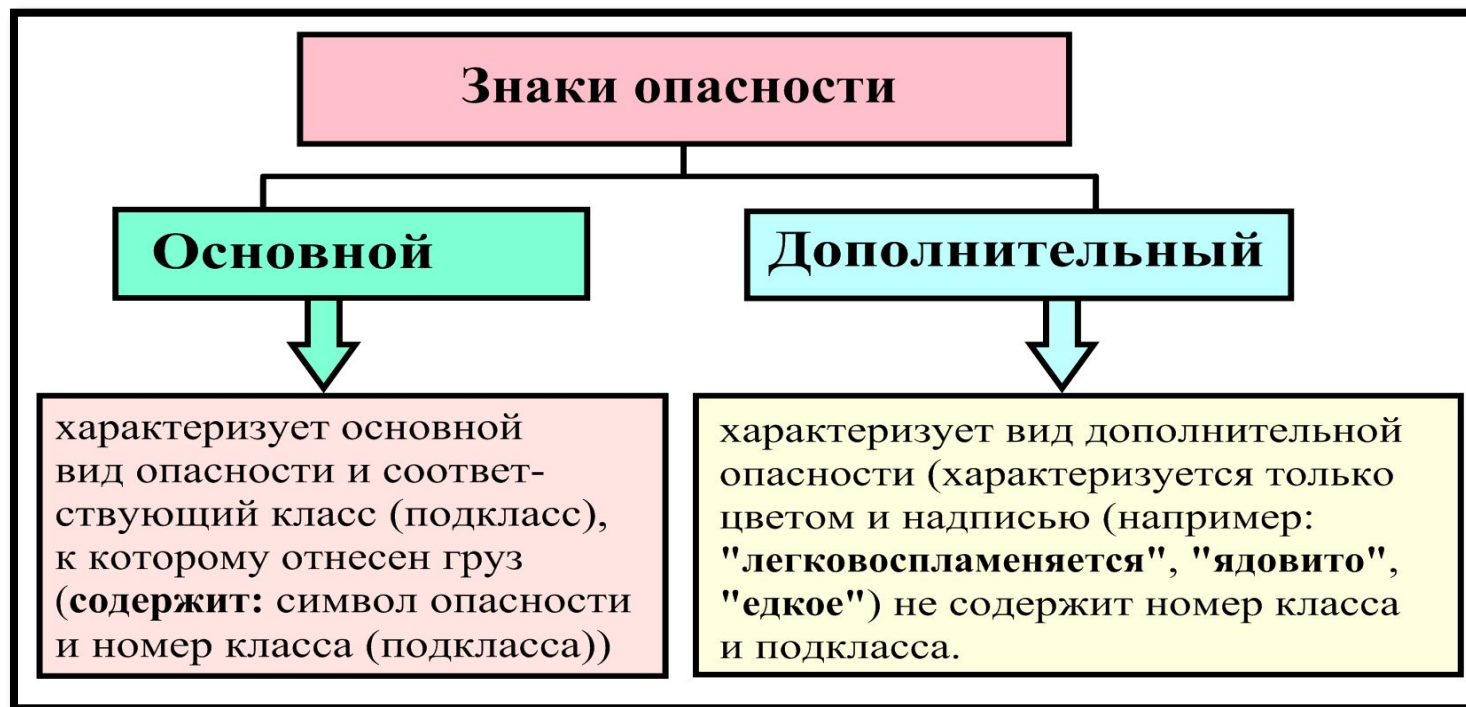 Знаки опасности
Основной
Дополнительный
характеризует основной
вид опасности и соответ-
ствующий класс (подкласс),
к которому отнесен груз
(содержит: символ опасности
и номер класса (подкласса))
характеризует вид дополнительной
опасности (характеризуется только
цветом и надписью (например:
"легковоспламеняется", "ядовито",
"едкое") не содержит номер класса
и подкласса.